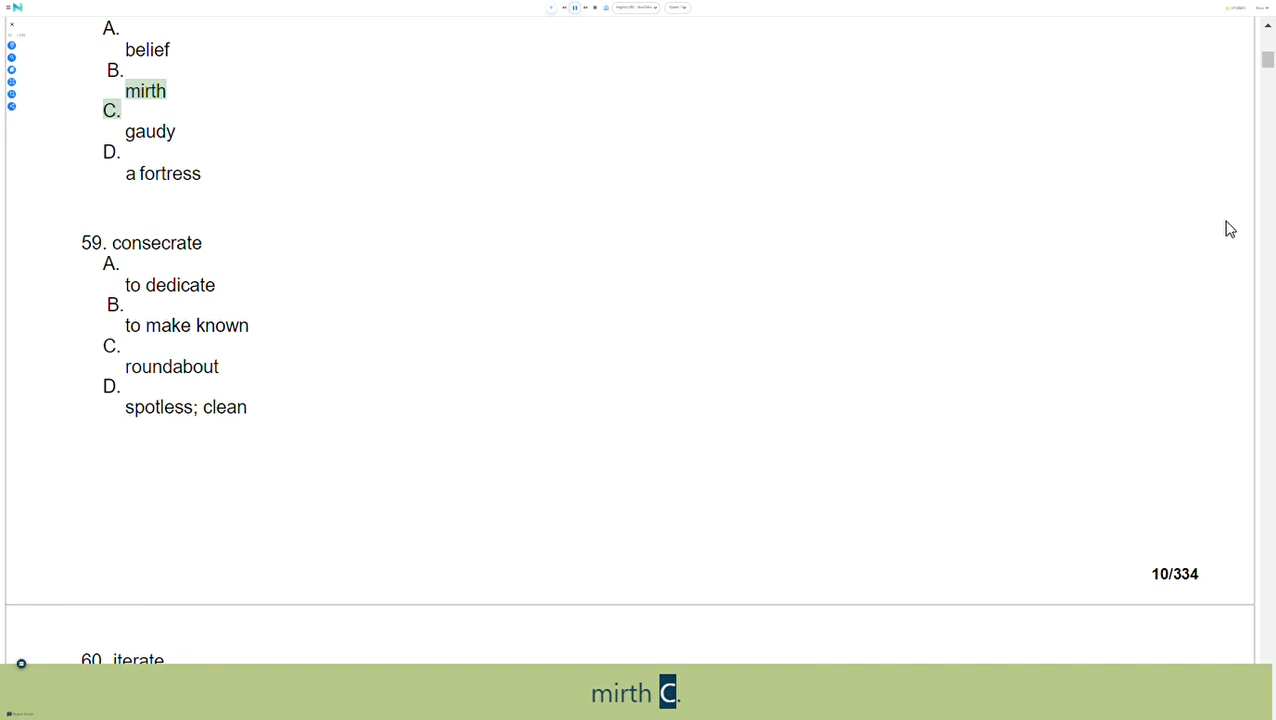 A.
belief
B.
mirth
C.
gaudy
D.
a fortress
59. consecrate
A.
to dedicate
B.
to make known
C.
roundabout
D.
spotless; clean
10/334
60. iterate
mirth C.